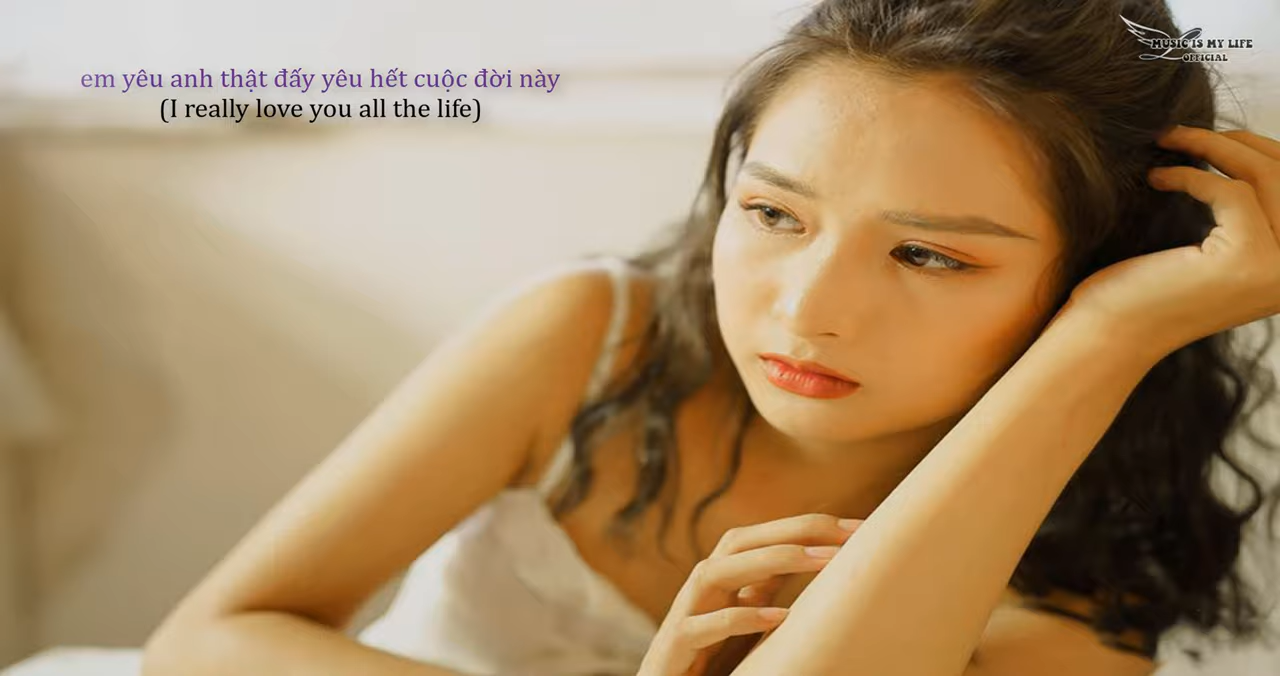 em yêu anh thật đấy yêu hết cuộc đời này
(I really love you all the life)
MUSIC IS MY LIFE
OFFICIAL